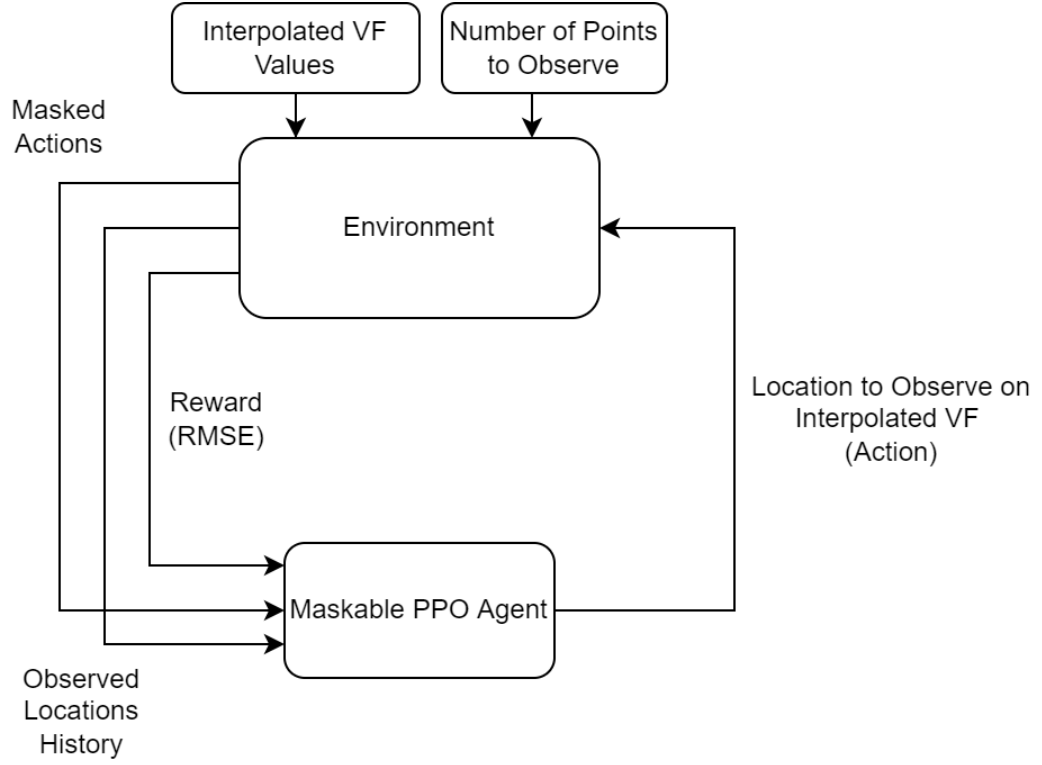 Interpolated VF
Values
Number of Points
to Observe
Masked
Actions
Environment
Reward
(RMSE)
Location to Observe on
Interpolated VF
(Action)
Maskable PPO Agent
Observed
Locations
History